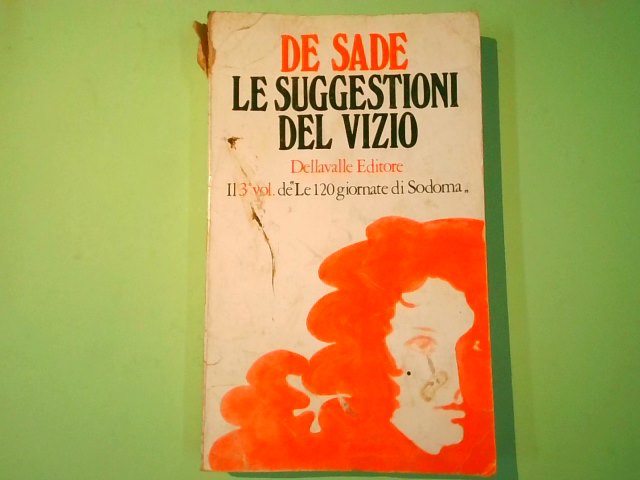 DE SADE
LE SUGGESTIONI
DEL VIZIO
Dellavalle Editore
Il 3° vol. de "Le 120 giornate di Sodoma„